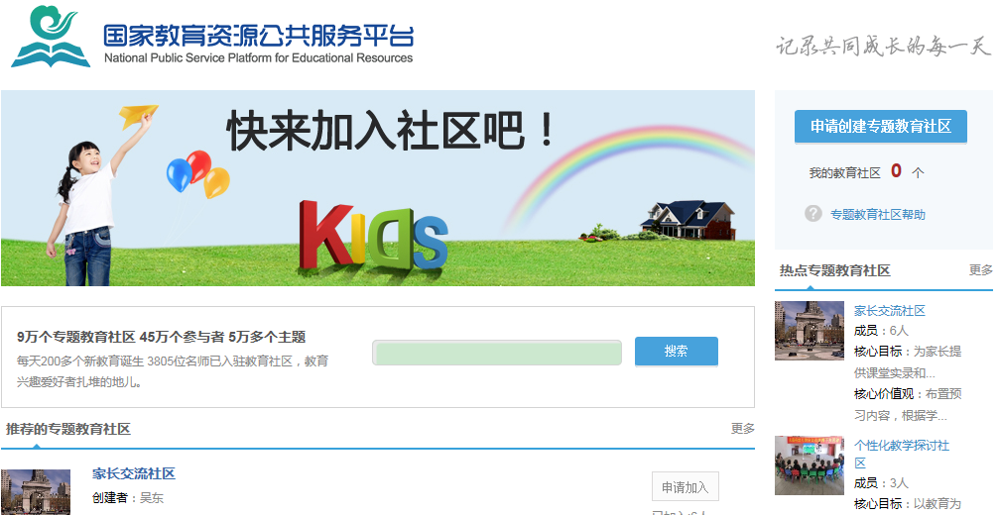 国家教育资源公共服务平台
National Public Service Platform for Educational Resources
记录共同成长的每一天
快来加入社区吧！
KIDS
申请创建专题教育社区
我的教育社区 0 个
? 专题教育社区帮助
9万个专题教育社区 45万个参与者 5万多个主题
每天200多个新教育诞生 3805位名师已入驻教育社区，教育
兴趣爱好者扎堆的地儿。
搜索
推荐的专题教育社区 更多
家长交流社区
创建者：吴东
申请加入
已加入:6人
热点专题教育社区 更多
家长交流社区
成员：6人
核心目标：为家长提
供课堂实录和...
核心价值观：布置预
习内容，根据学...
个性化教学探讨社
区
成员：3人
核心目标：以教育为